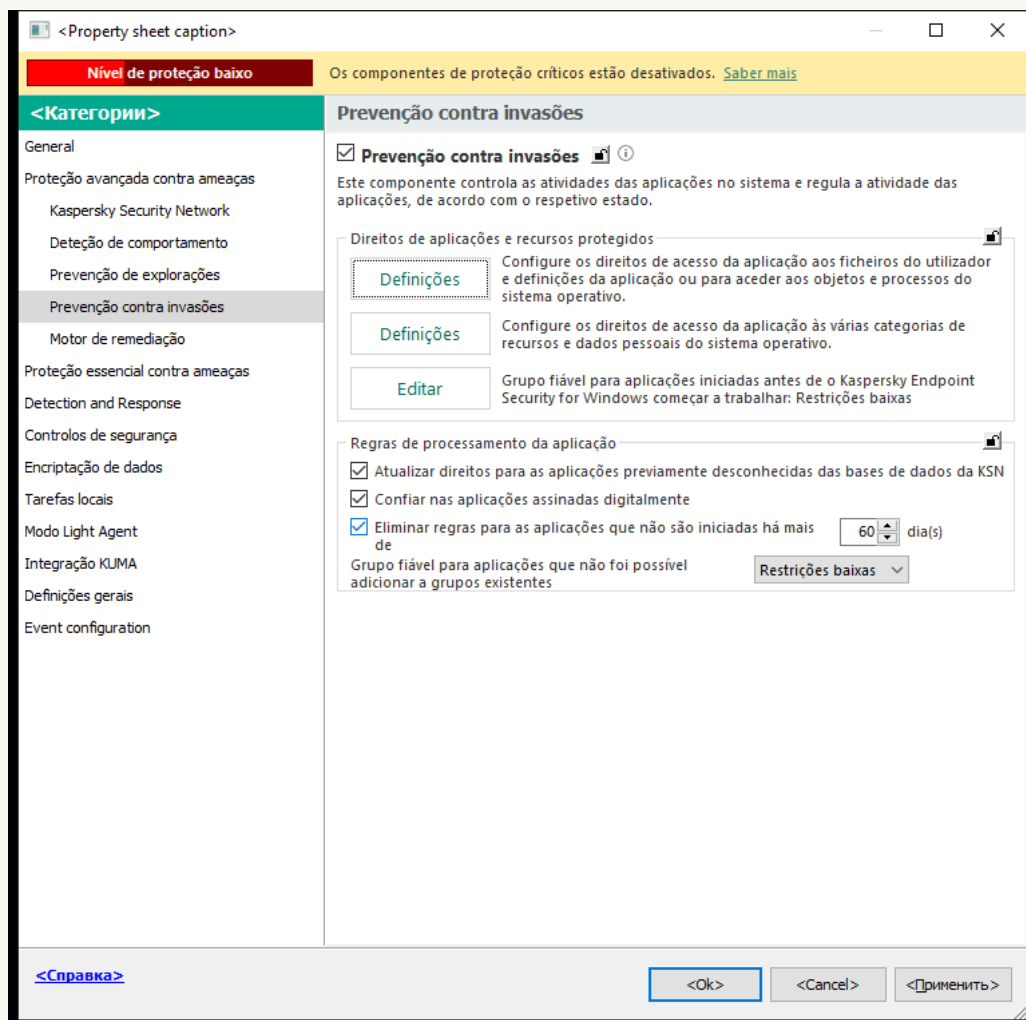 <Property sheet caption>
Nível de proteção baixo
Os componentes de proteção críticos estão desativados. Saber mais
<Категории>
General
Proteção avançada contra ameaças
Kaspersky Security Network
Deteção de comportamento
Prevenção de explorações
Prevenção contra invasões
Motor de remediação
Proteção essencial contra ameaças
Detection and Response
Controlos de segurança
Encriptação de dados
Tarefas locais
Modo Light Agent
Integração KUMA
Definições gerais
Event configuration
Prevenção contra invasões
Prevenção contra invasões
Este componente controla as atividades das aplicações no sistema e regula a atividade das
aplicações, de acordo com o respetivo estado.
Direitos de aplicações e recursos protegidos
Definições
Configure os direitos de acesso da aplicação aos ficheiros do utilizador
e definições da aplicação ou para aceder aos objetos e processos do
sistema operativo.
Definições
Configure os direitos de acesso da aplicação às várias categorias de
recursos e dados pessoais do sistema operativo.
Editar
Grupo fiável para aplicações iniciadas antes de o Kaspersky Endpoint
Security for Windows começar a trabalhar: Restrições baixas
Regras de processamento da aplicação
Atualizar direitos para as aplicações previamente desconhecidas das bases de dados da KSN
Confiar nas aplicações assinadas digitalmente
Eliminar regras para as aplicações que não são iniciadas há mais
de
60 dia(s)
Grupo fiável para aplicações que não foi possível
adicionar a grupos existentes
Restrições baixas
<Справка>
<Ok>
<Cancel>
<Применить>